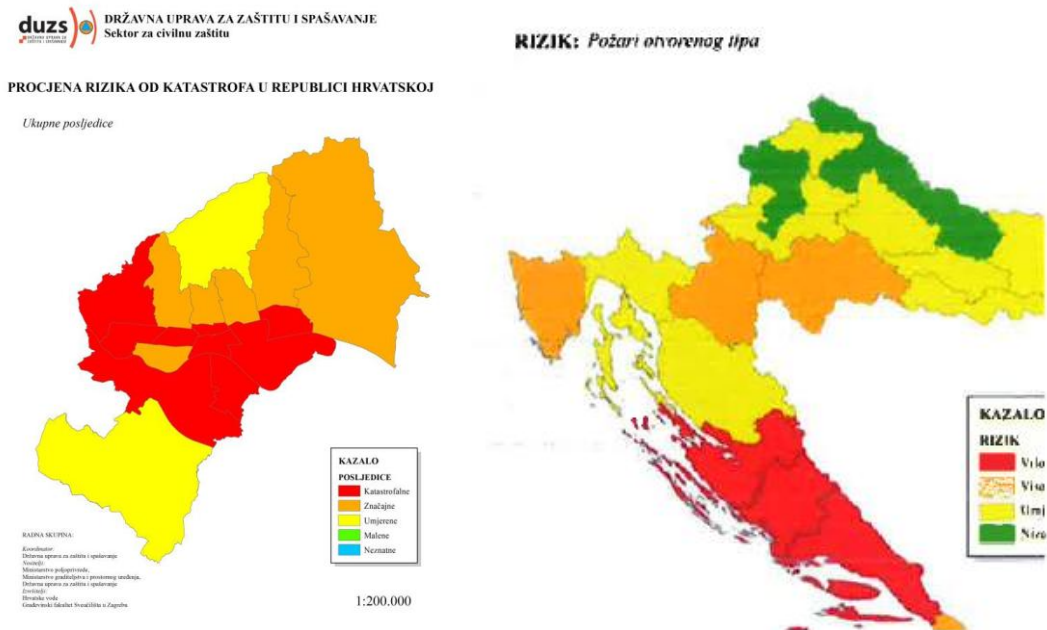 duzs
DRŽAVNA UPRAVA ZA ZAŠTITU I SPAŠAVANJE
Sektor za civilnu zaštitu
PROCJENA RIZIKA OD KATASTROFA U REPUBLICI HRVATSKOJ
Ukupne posljedice
KAZALO
POSLJEDICE
Katastrofalne
Značajne
Umjerene
Malene
Neznatne
RADNA SKUPINA:
Koordinator:
Državna uprava za zaštitu i spašavanje
Nositelji:
Ministarstvo poljoprivrede,
Ministarstvo graditeljstva i prostornog uređenja,
Državna uprava za zaštitu i spašavanje
Izvršitelji:
Hrvatske vode
Građevinski fakultet Sveučilišta u Zagrebu
1:200.000
RIZIK: Požari otvorenog tipa
KAZALO
RIZIK